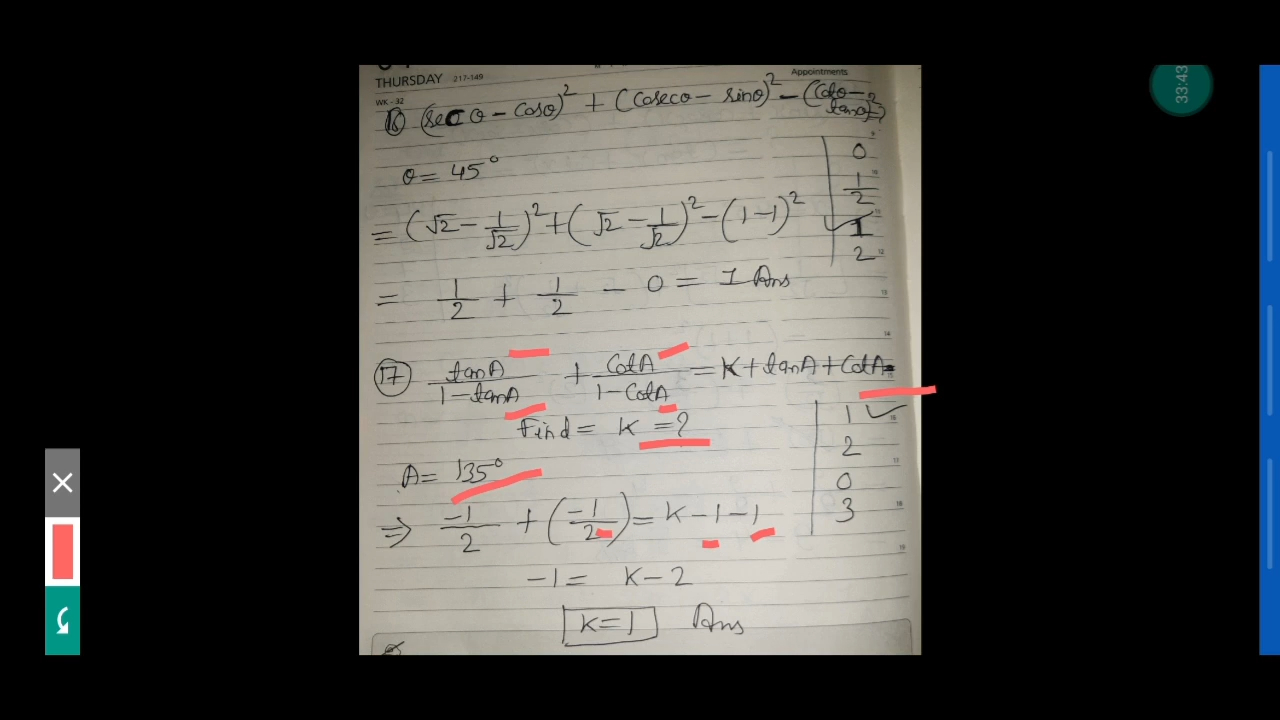 THURSDAY 217-149
Appointments
WK - 32
16 (secθ - cosθ)² + (cosecθ - sinθ)² - (cotθ - tanθ)² = ?
θ = 45°
= (√2 - 1/√2)² + (√2 - 1/√2)² - (1-1)²
0
1/2
1
2
= 1/2 + 1/2 - 0 = 1 Ans
17 tanA/1-tanA + CotA/1-CotA = K + tanA + CotA
Find = K = ?
1 ✓
2
0
3
A = 135°
⇒ -1/2 + (-1/2) = K - 1 - 1
-1 = K - 2
K = 1 Ans
33:43